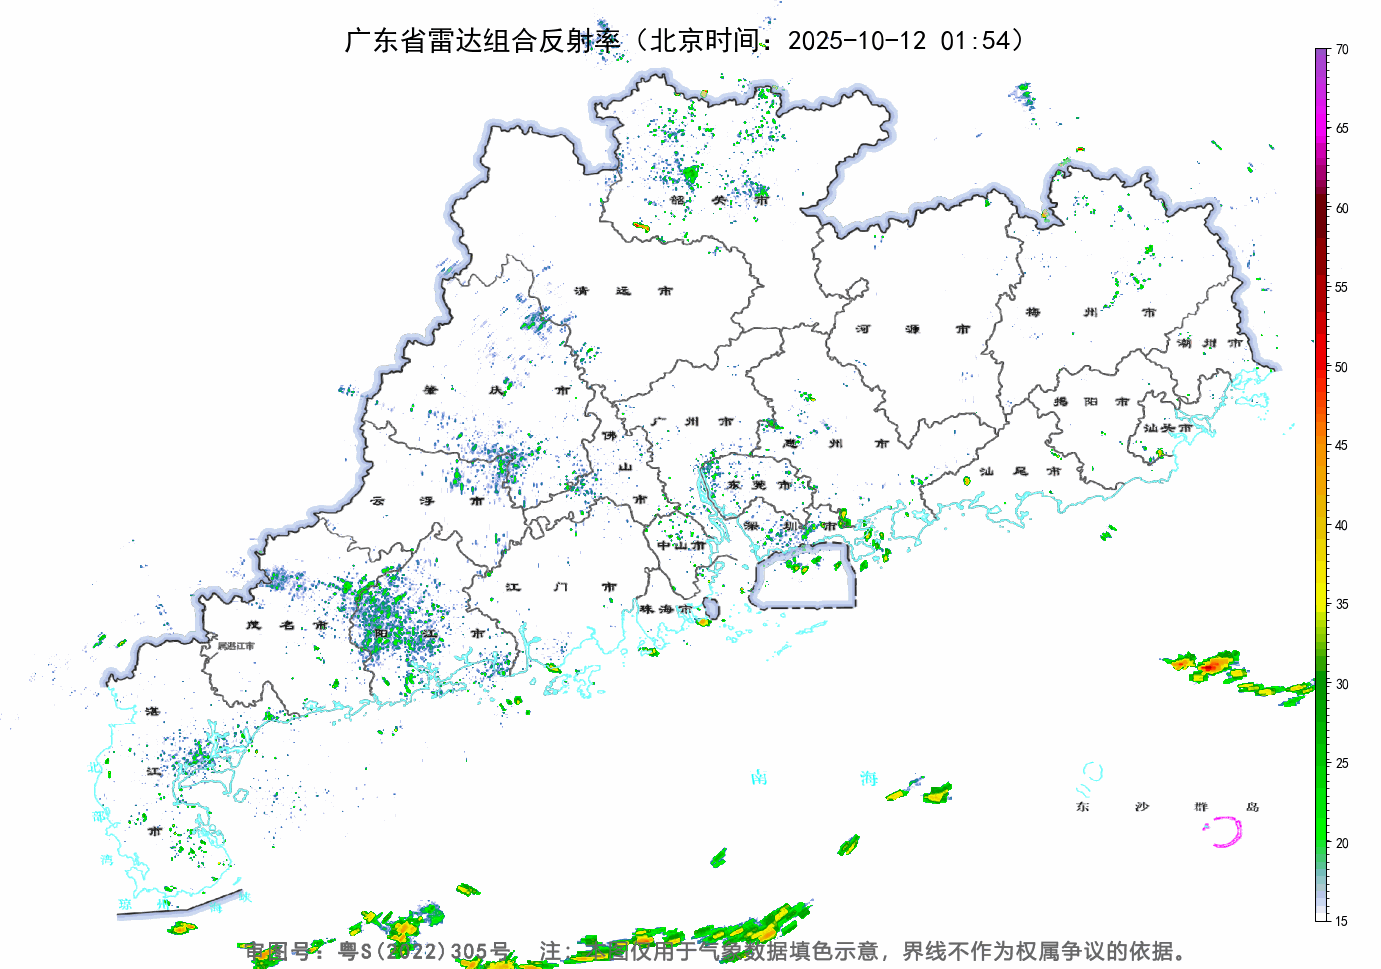 广东省雷达组合反射率（北京时间：2025-10-12 01:54）
70
65
60
55
50
45
40
35
30
25
20
15
韶关市
清远市
河源市
梅州市
潮州市
肇庆市
广州市
佛山市
惠州市
揭阳市
汕头市
汕尾市
云浮市
东莞市
深圳市
中山市
江门市
珠海市
茂名市
阳江市
属湛江市
湛江市
北部湾
琼州海峡
南海
东沙群岛
审图号：粤S(2022)305号 注：本图仅用于气象数据填色示意，界线不作为权属争议的依据。